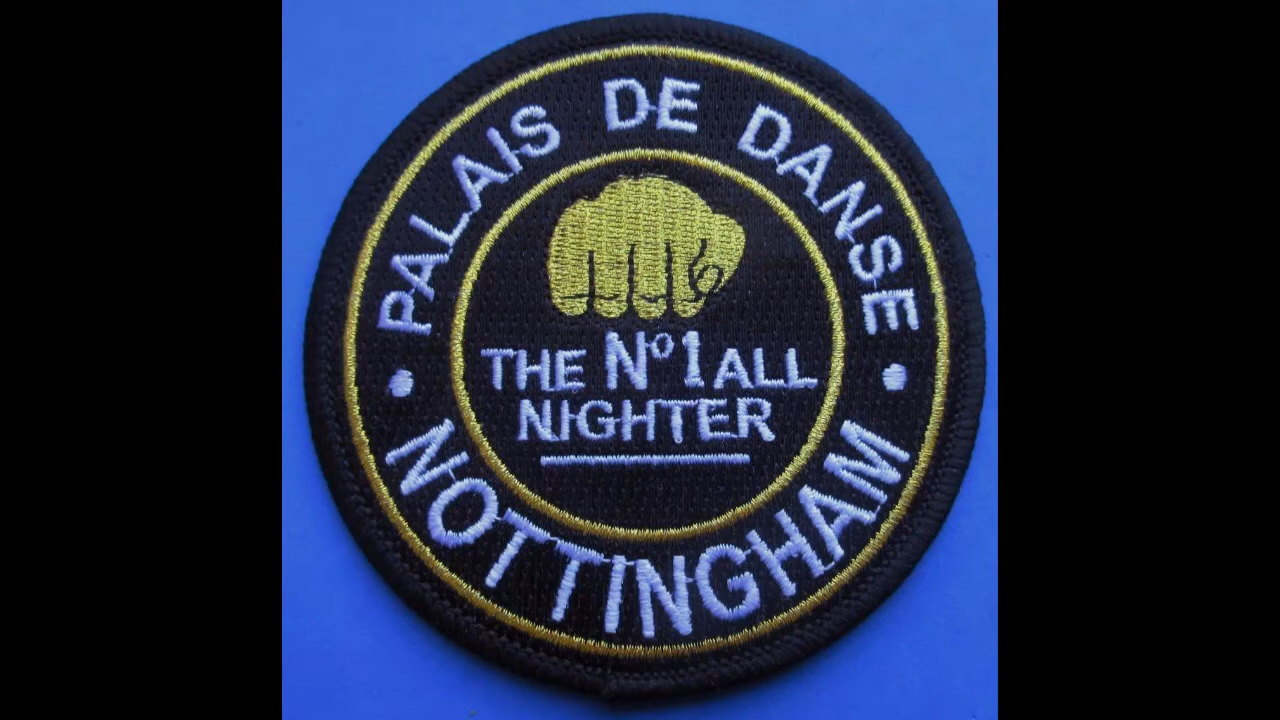 PALAIS DE DANSE
THE Nº1 ALL
NIGHTER
• NOTTINGHAM •